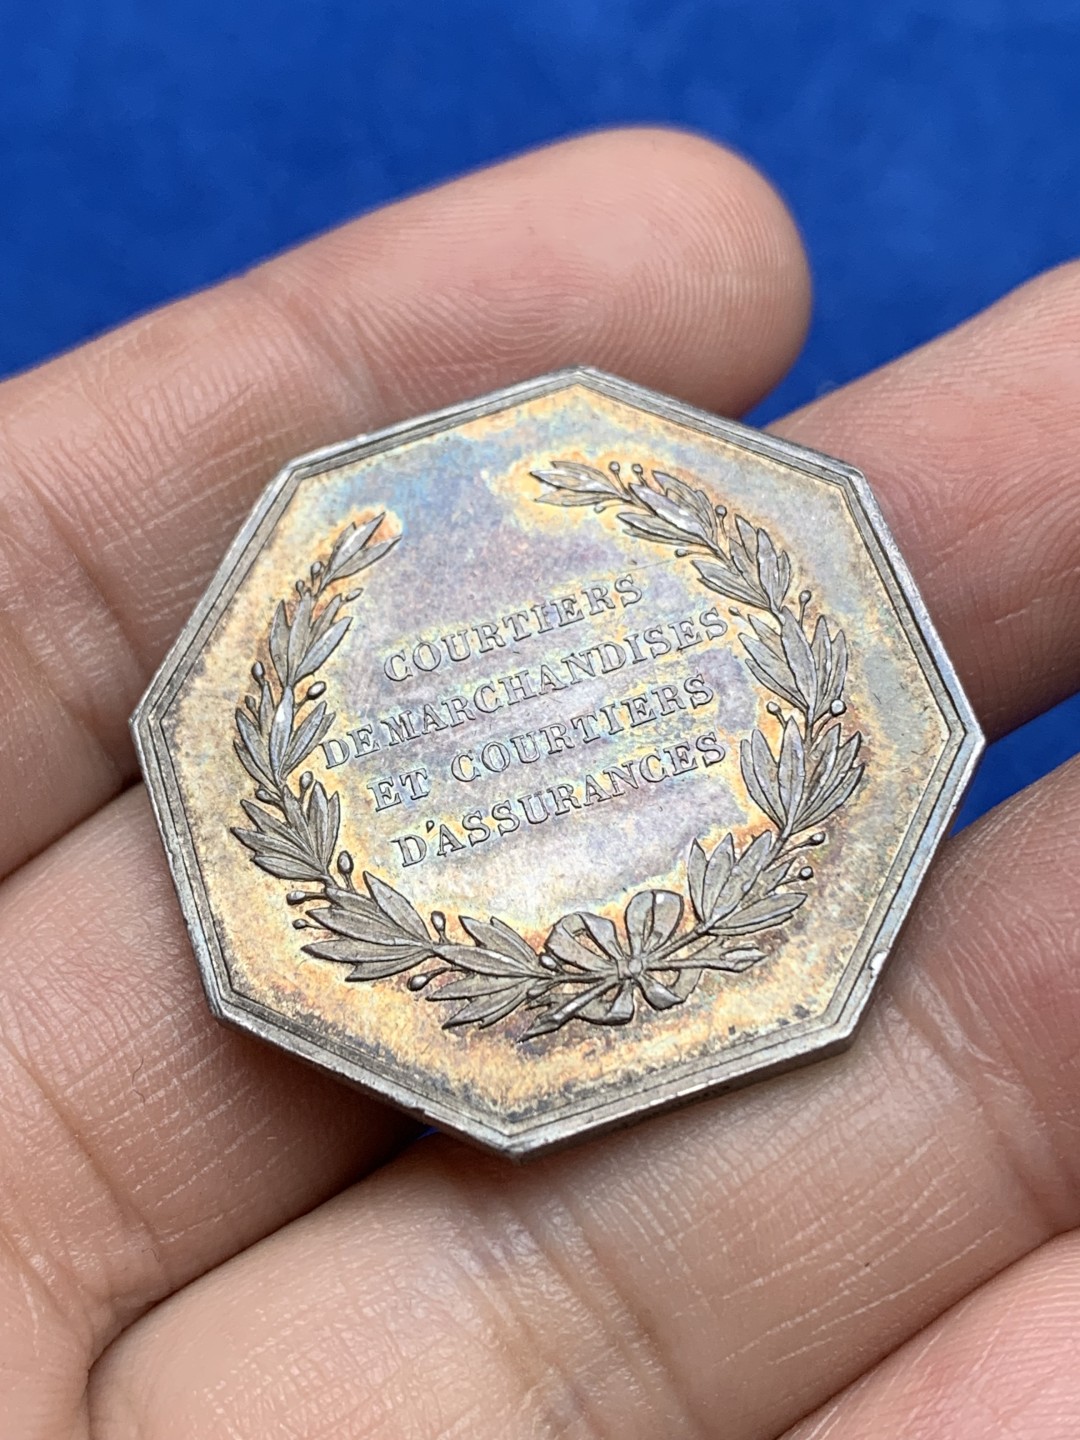 COURTIERS
DE MARCHANDISES
ET COURTIERS
D'ASSURANCES